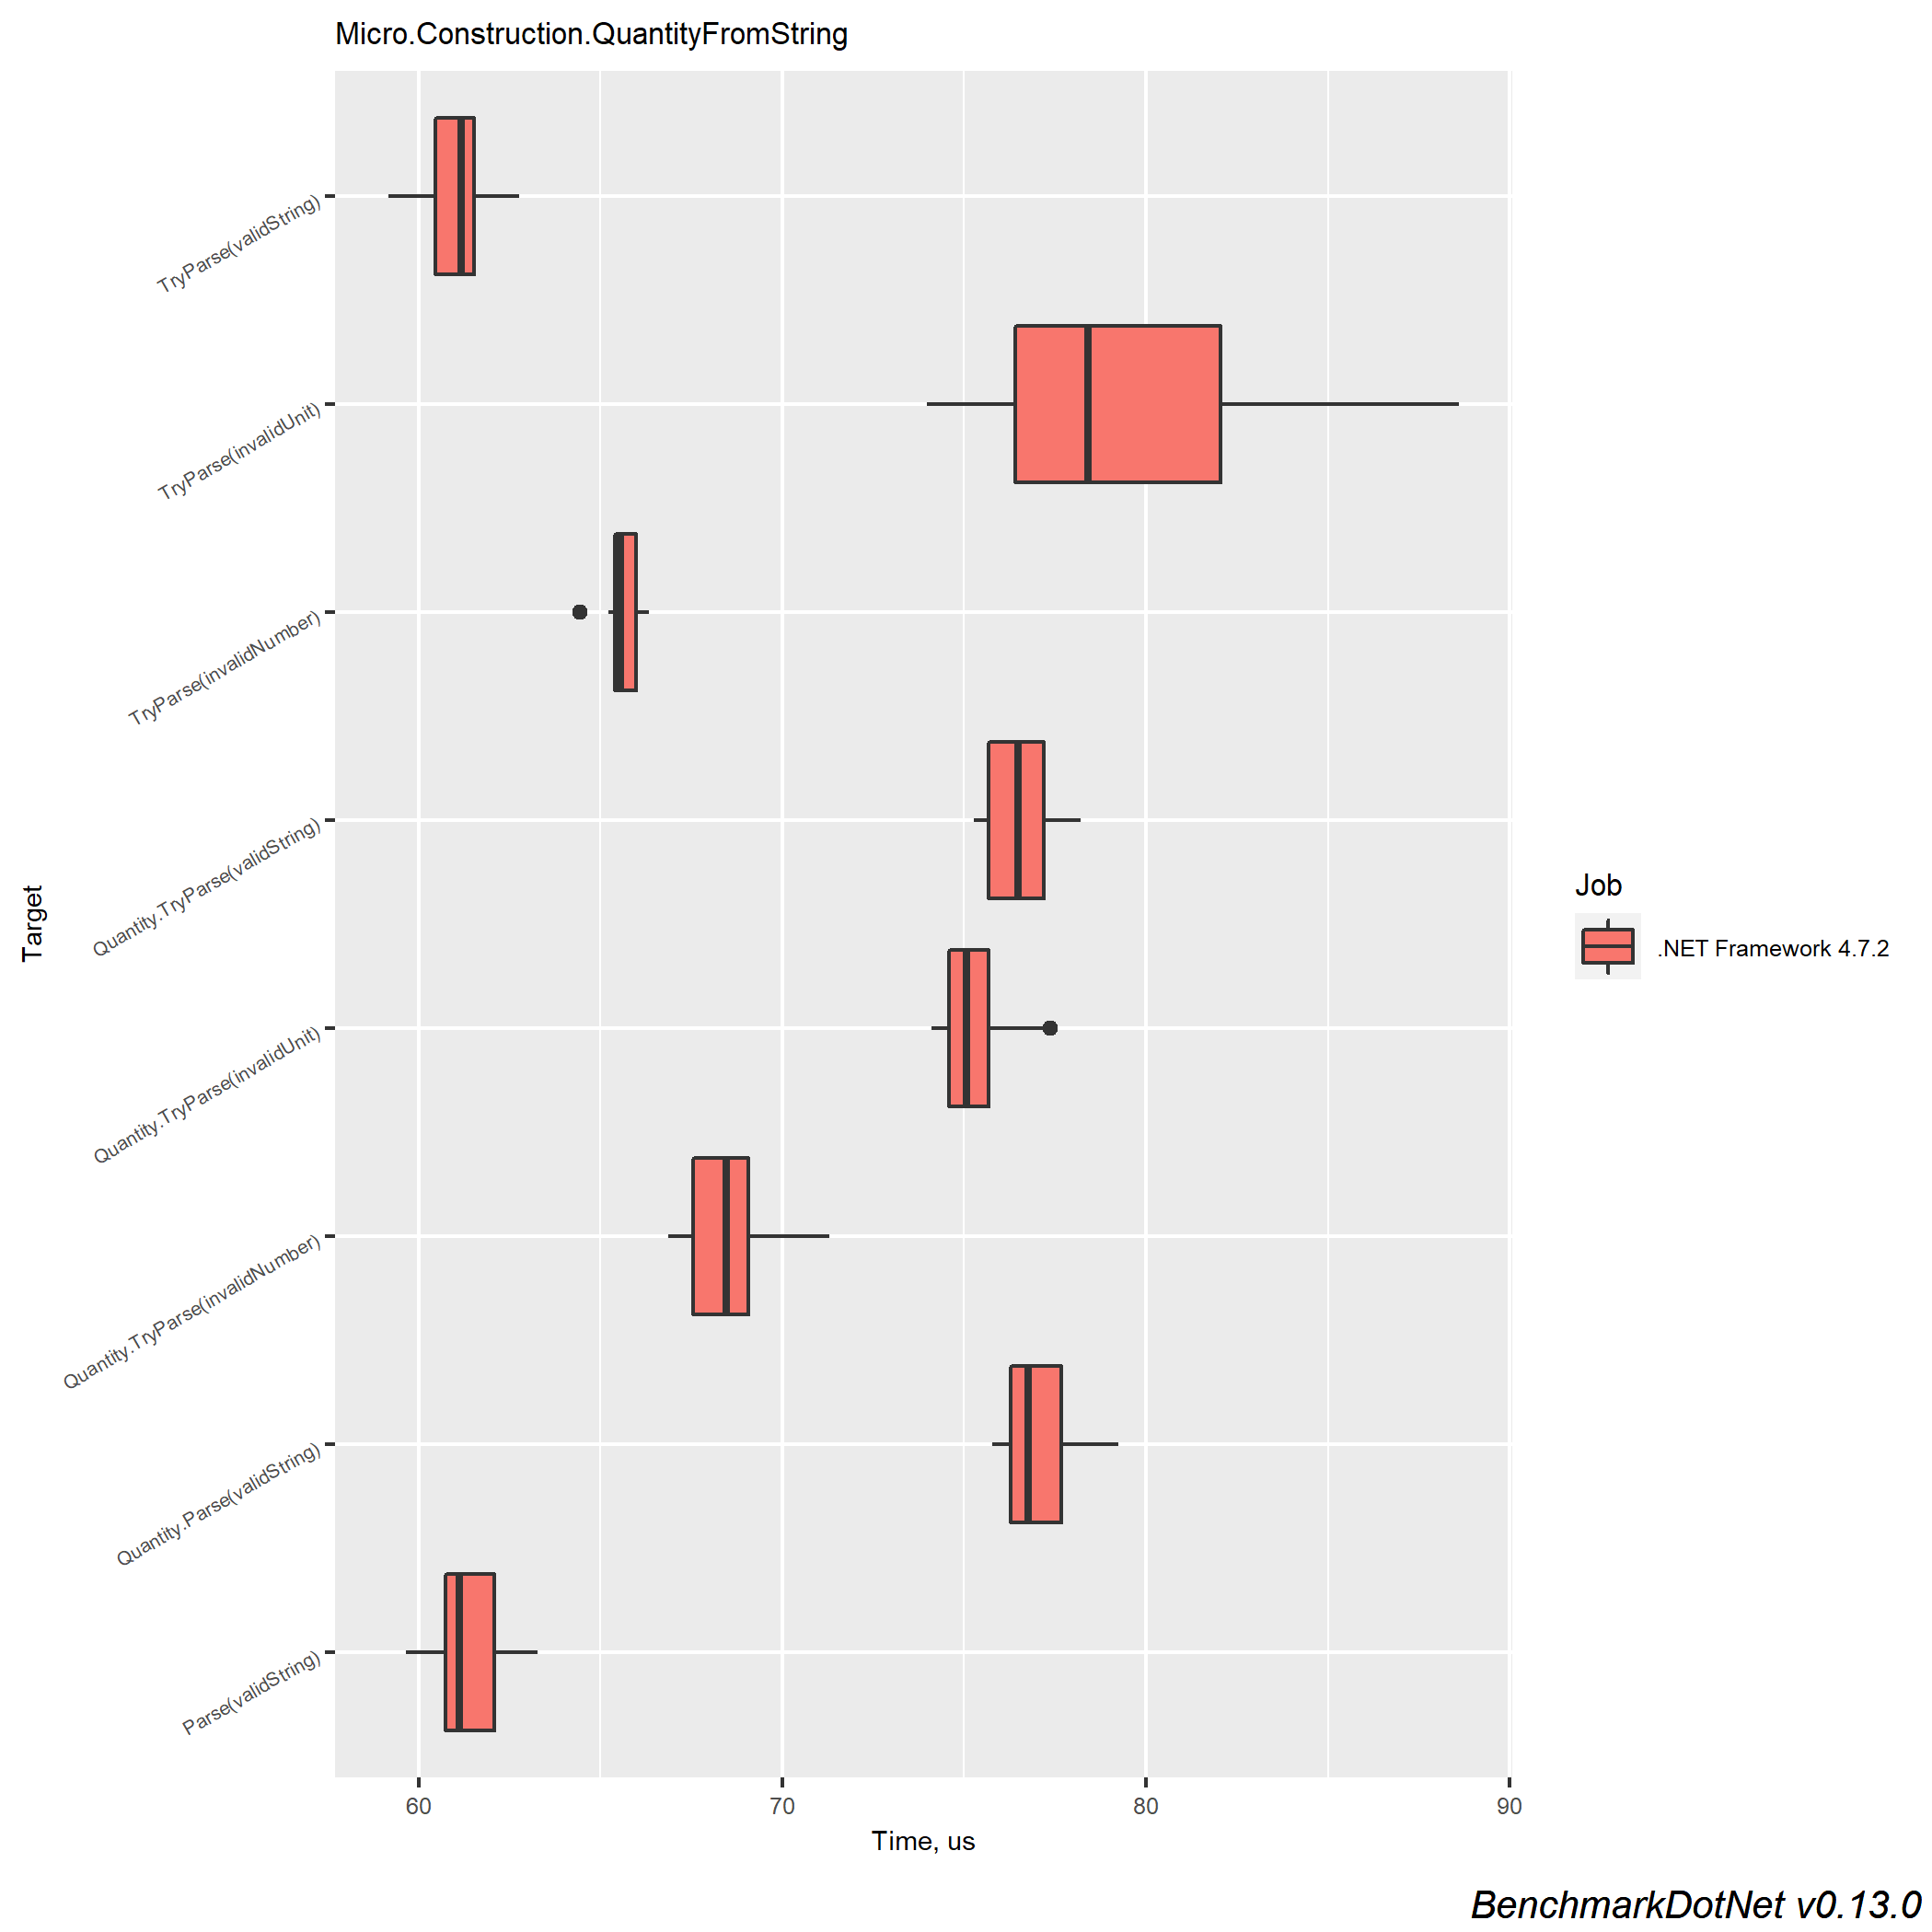 Micro.Construction.QuantityFromString
TryParse(validString)
TryParse(invalidUnit)
TryParse(invalidNumber)
Quantity.TryParse(validString)
Quantity.TryParse(invalidUnit)
Quantity.TryParse(invalidNumber)
Quantity.Parse(validString)
Parse(validString)
Target
60
70
80
90
Time, us
Job
.NET Framework 4.7.2
BenchmarkDotNet v0.13.0